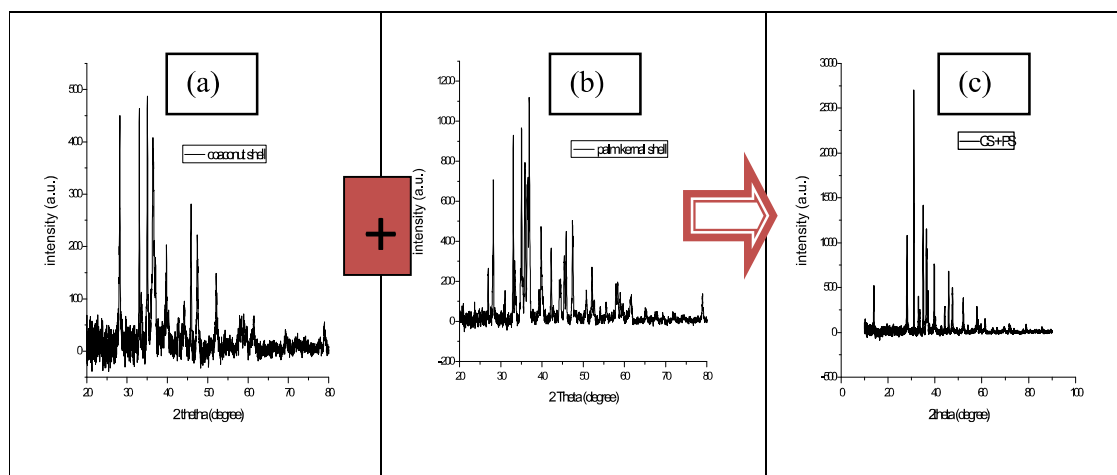 (a)
500
400
300
200
100
0
intensity (a.u.)
coaconut shell
20 30 40 50 60 70 80
2 thetha (degree)
+
(b)
1200
1000
800
600
400
200
0
-200
intensity (a.u.)
palm kernal shell
20 30 40 50 60 70 80
2 Theta (degree)
(c)
3000
2500
2000
1500
1000
500
0
-500
intensity (a.u.)
CS+PS
0 20 40 60 80 100
2theta (degree)